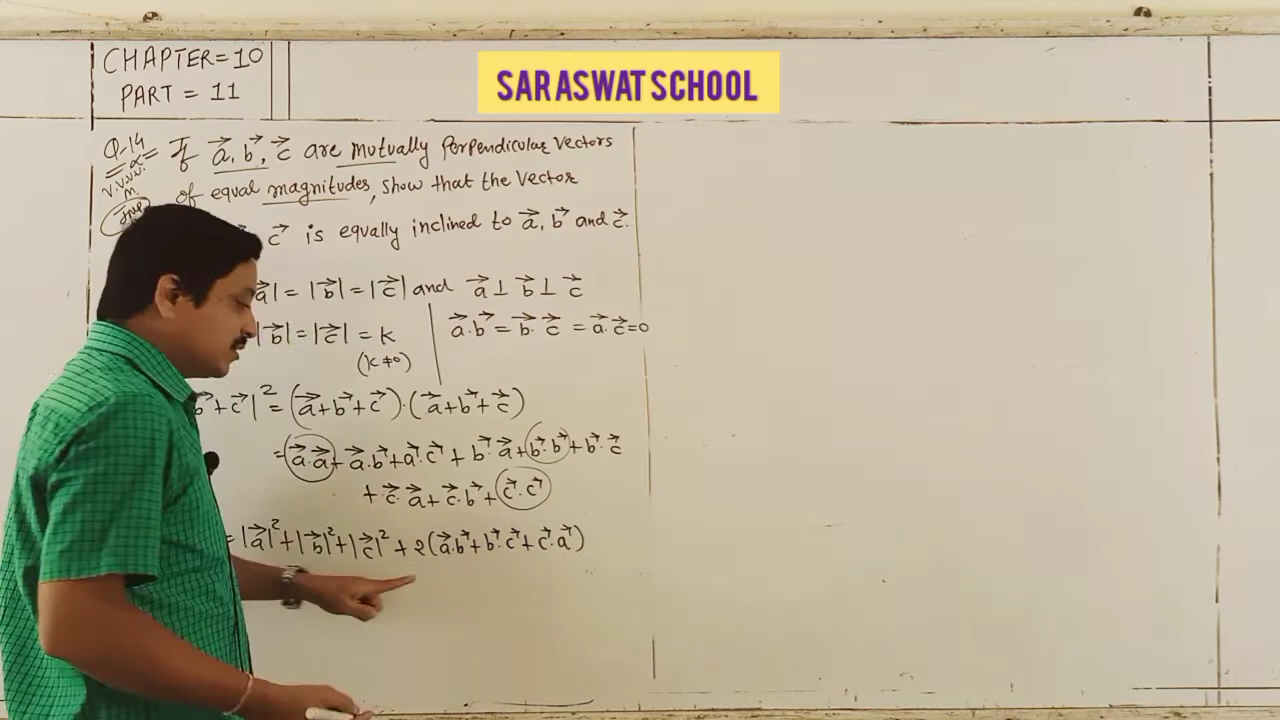 CHAPTER=10
PART = 11
SARASWAT SCHOOL
Q-14 If a⃗, b⃗, c⃗ are mutually perpendicular vectors
V.V.V.V. of equal magnitudes, show that the vector
m
Imp
c⃗ is equally inclined to a⃗, b⃗ and c⃗.
a⃗| = |b⃗| = |c⃗| and a⃗ ⊥ b⃗ ⊥ c⃗
|b⃗| = |c⃗| = K
a⃗.b⃗ = b⃗.c⃗ = a⃗.c⃗ = 0
(K ≠ 0)
b⃗+c⃗|² = (a⃗+b⃗+c⃗).(a⃗+b⃗+c⃗)
= a⃗.a⃗ + a⃗.b⃗ + a⃗.c⃗ + b⃗.a⃗ + b⃗.b⃗ + b⃗.c⃗
+ c⃗.a⃗ + c⃗.b⃗ + c⃗.c⃗
= |a⃗|² + |b⃗|² + |c⃗|² + 2(a⃗.b⃗ + b⃗.c⃗ + c⃗.a⃗)